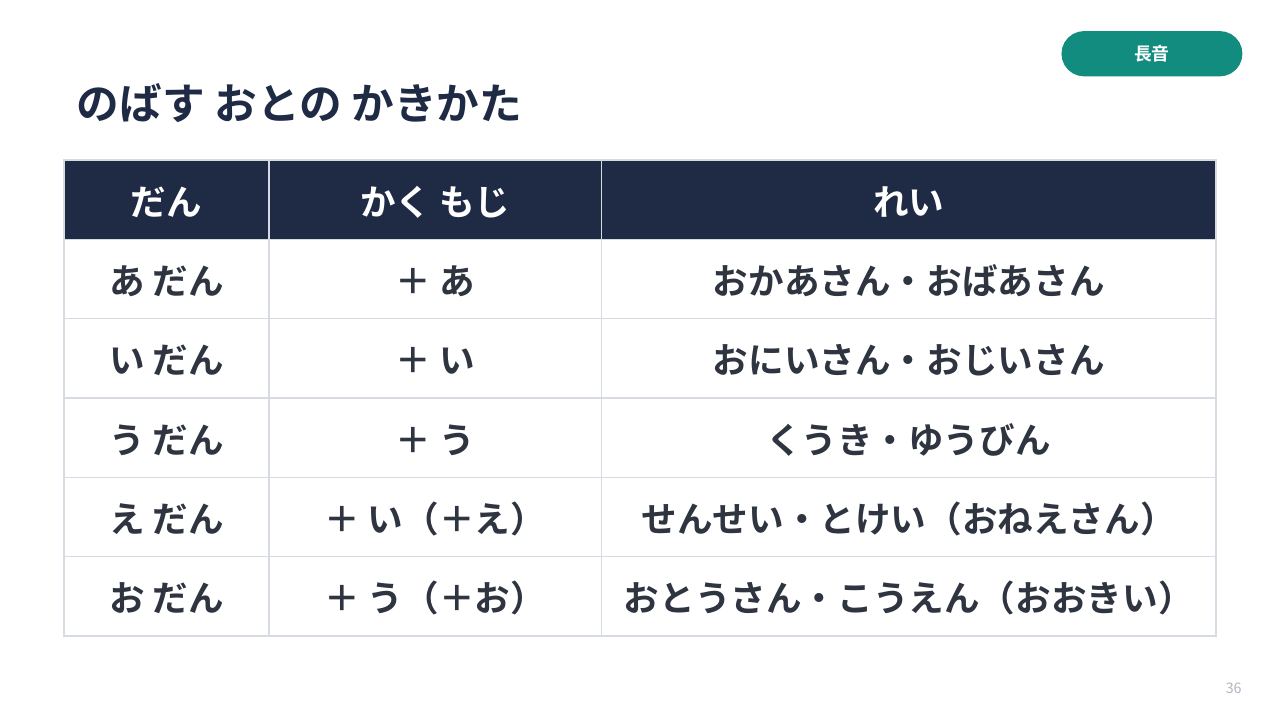 長音
のばす おとの かきかた
だん かく もじ れい
あ だん ＋ あ おかあさん・おばあさん
い だん ＋ い おにいさん・おじいさん
う だん ＋ う くうき・ゆうびん
え だん ＋ い（＋え） せんせい・とけい（おねえさん）
お だん ＋ う（＋お） おとうさん・こうえん（おおきい）
36